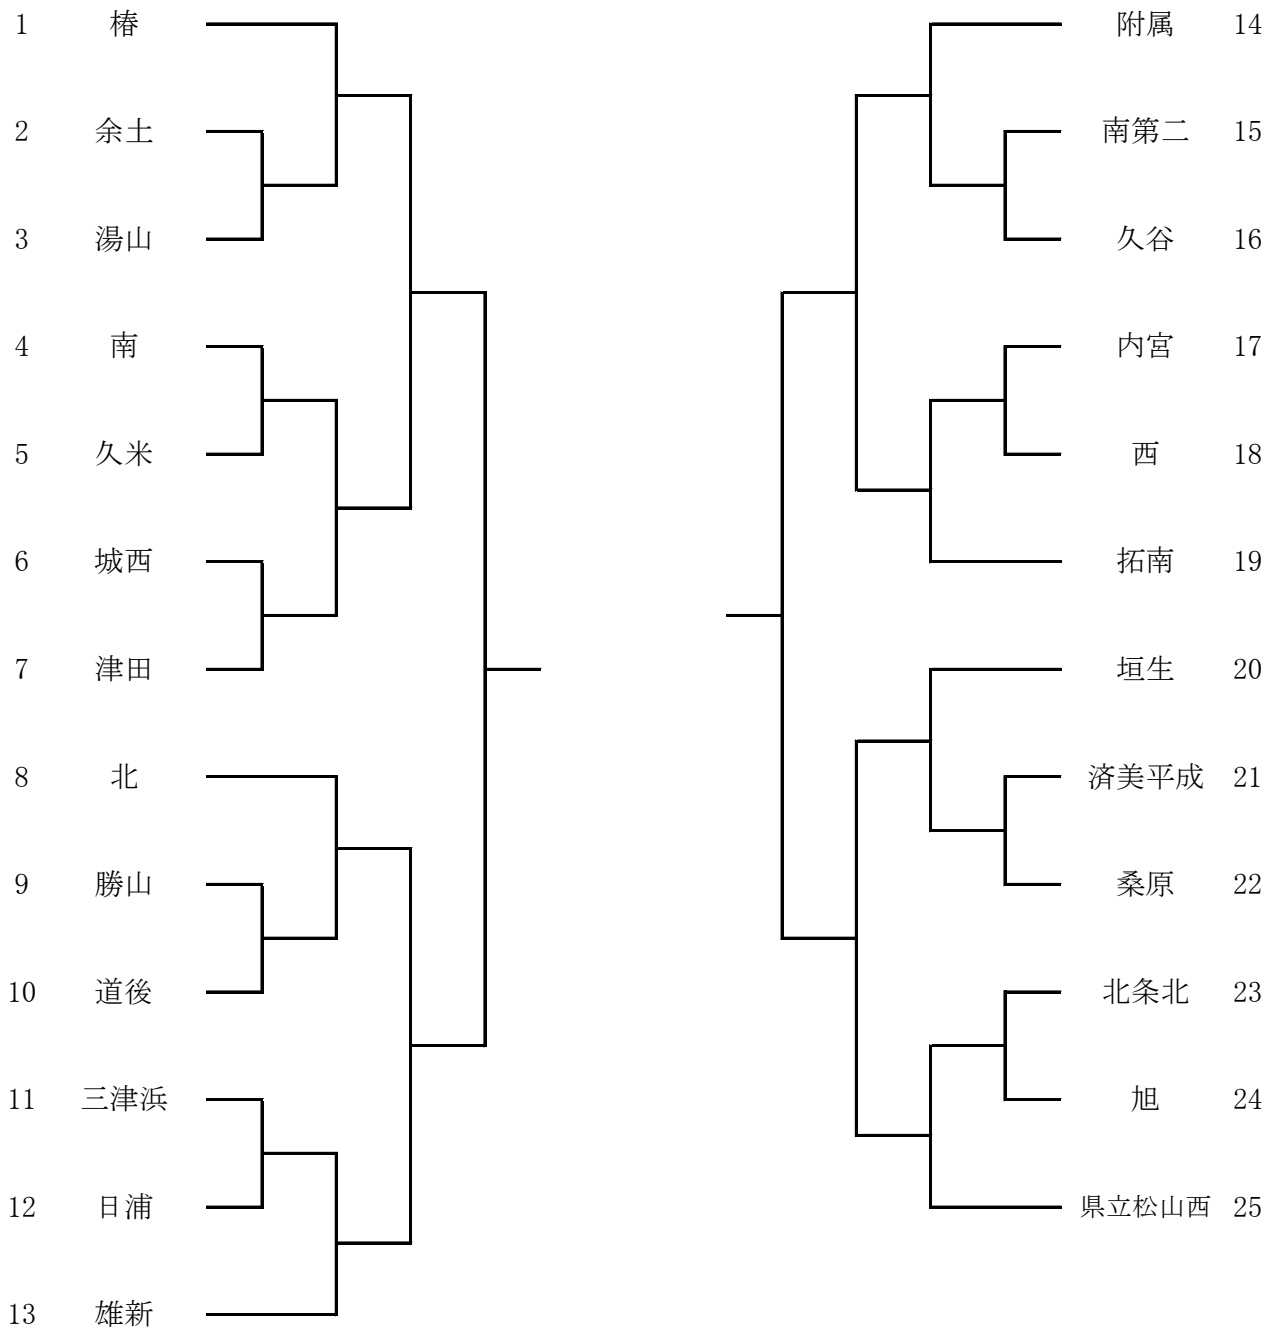 1 椿
2 余土
3 湯山
4 南
5 久米
6 城西
7 津田
8 北
9 勝山
10 道後
11 三津浜
12 日浦
13 雄新
附属 14
南第二 15
久谷 16
内宮 17
西 18
拓南 19
垣生 20
済美平成 21
桑原 22
北条北 23
旭 24
県立松山西 25